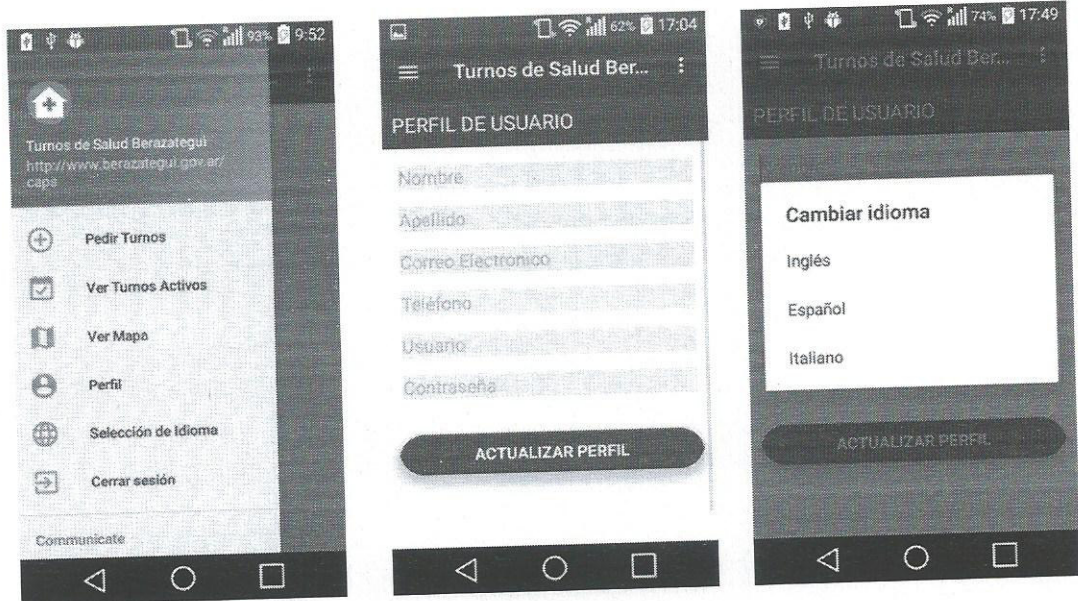 93% 9:52
Turnos de Salud Berazategui
http://www.berazategui.gov.ar/
caps
Pedir Turnos
Ver Turnos Activos
Ver Mapa
Perfil
Selección de Idioma
Cerrar sesión
Communicate
62% 17:04
Turnos de Salud Ber...
PERFIL DE USUARIO
Nombre
Apellido
Correo Electronico
Teléfono
Usuario
Contraseña
ACTUALIZAR PERFIL
74% 17:49
Turnos de Salud Ber...
PERFIL DE USUARIO
Cambiar idioma
Inglés
Español
Italiano
ACTUALIZAR PERFIL